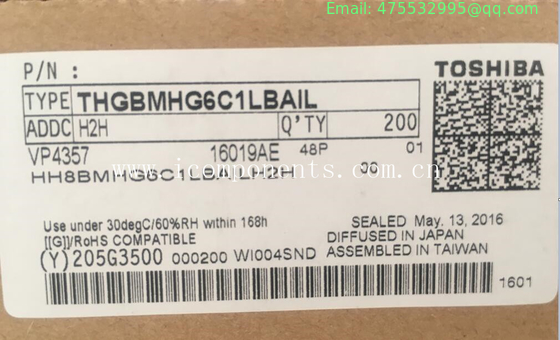 Email: 475532995@qq.com
P/N :
TOSHIBA
TYPE THGBMHG6C1LBAIL
ADDC H2H Q'TY 200
VP4357 16019AE 48P 01
www.icomponents.com.cn
00
Use under 30degC/60%RH within 168h
SEALED May. 13, 2016
[[G]]/RoHS COMPATIBLE
DIFFUSED IN JAPAN
(Y) 205G3500 000200 WI004SND
ASSEMBLED IN TAIWAN
1601